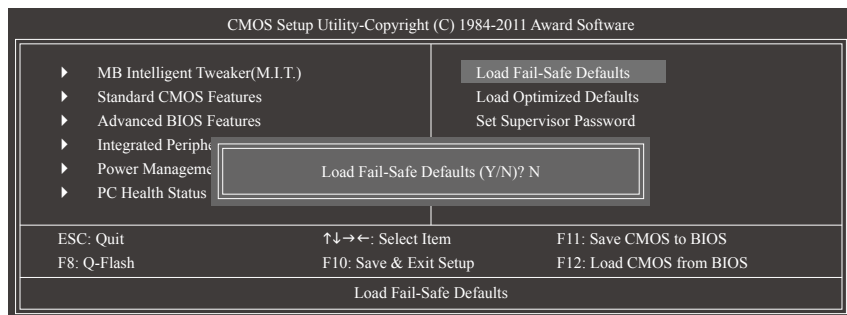 CMOS Setup Utility-Copyright (C) 1984-2011 Award Software
MB Intelligent Tweaker(M.I.T.)
Standard CMOS Features
Advanced BIOS Features
Integrated Periphe
Power Manageme
PC Health Status
Load Fail-Safe Defaults
Load Optimized Defaults
Set Supervisor Password
Load Fail-Safe Defaults (Y/N)? N
ESC: Quit ↑↓→←: Select Item F11: Save CMOS to BIOS
F8: Q-Flash F10: Save & Exit Setup F12: Load CMOS from BIOS
Load Fail-Safe Defaults